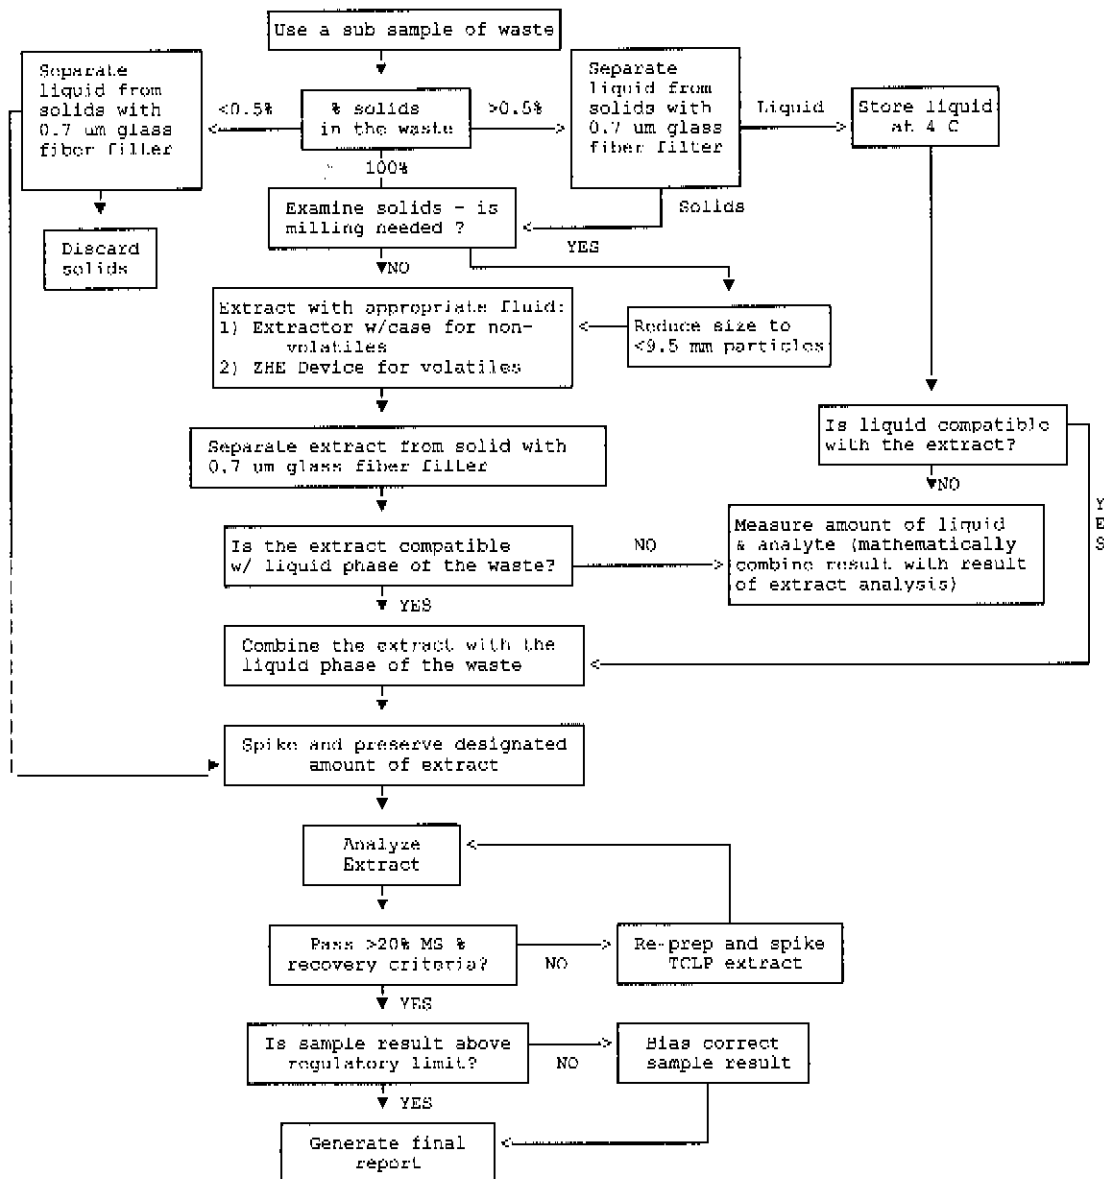 Use a sub sample of waste
Separate
liquid from
solids with
0.7 um glass
fiber filter
<0.5%
% solids
in the waste
>0.5%
Separate
liquid from
solids with
0.7 um glass
fiber filter
Liquid
Store liquid
at 4 C
100%
Solids
Examine solids - is
milling needed ?
YES
Discard
solids
NO
Extract with appropriate fluid:
1) Extractor w/case for non-
volatiles
2) ZHE Device for volatiles
Reduce size to
<9.5 mm particles
Is liquid compatible
with the extract?
Separate extract from solid with
0.7 um glass fiber filter
NO
YES
Is the extract compatible
w/ liquid phase of the waste?
NO
Measure amount of liquid
& analyte (mathematically
combine result with result
of extract analysis)
YES
Combine the extract with the
liquid phase of the waste
Spike and preserve designated
amount of extract
Analyze
Extract
Pass >20% MS %
recovery criteria?
NO
Re-prep and spike
TCLP extract
YES
Is sample result above
regulatory limit?
NO
Bias correct
sample result
YES
Generate final
report